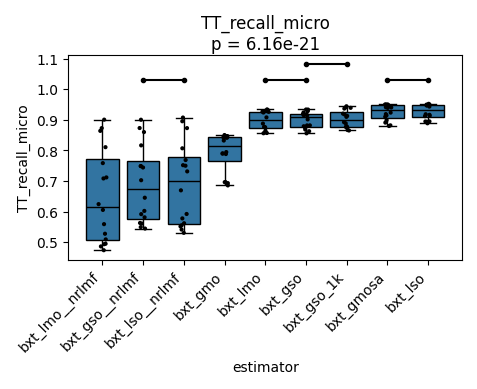 TT_recall_micro
p = 6.16e-21
TT_recall_micro
1.1
1.0
0.9
0.8
0.7
0.6
0.5
bxt_lmo__nrlmf
bxt_gso__nrlmf
bxt_lso__nrlmf
bxt_gmo
bxt_lmo
bxt_gso
bxt_gso_1k
bxt_gmosa
bxt_lso
estimator